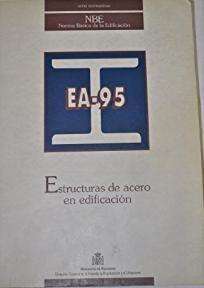 NBE
Norma Básica de la Edificación
EA-95
Estructuras de acero
en edificación